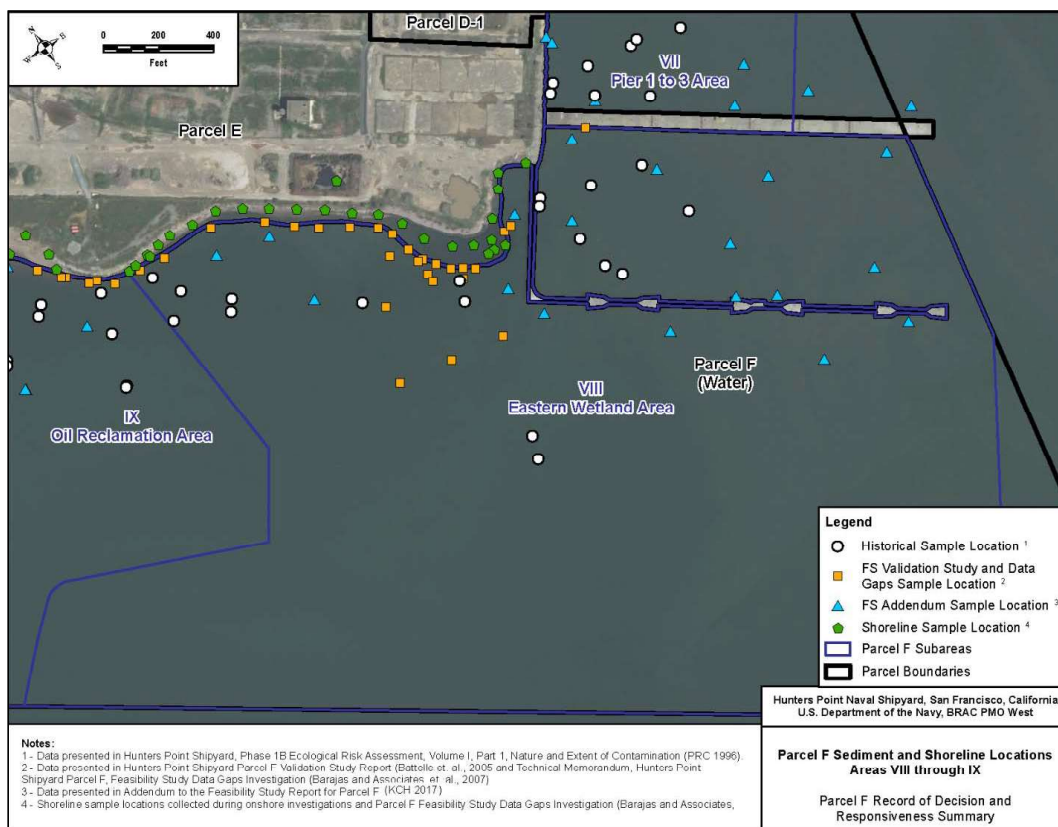 Parcel D-1
N
B
W
S
0 200 400
Feet
VII
Pier 1 to 3 Area
Parcel E
Parcel F
(Water)
VIII
Eastern Wetland Area
IX
Oil Reclamation Area
Legend
Historical Sample Location 1
FS Validation Study and Data
Gaps Sample Location 2
FS Addendum Sample Location 3
Shoreline Sample Location 4
Parcel F Subareas
Parcel Boundaries
Hunters Point Naval Shipyard, San Francisco, California
U.S. Department of the Navy, BRAC PMO West
Notes:
1 - Data presented in Hunters Point Shipyard, Phase 1B Ecological Risk Assessment, Volume I, Part 1, Nature and Extent of Contamination (PRC 1996).
2 - Data presented in Hunters Point Shipyard Parcel F Validation Study Report (Battelle et al., 2005 and Technical Memorandum, Hunters Point
Shipyard Parcel F, Feasibility Study Data Gaps Investigation (Barajas and Associates, et. al., 2007)
3 - Data presented in Addendum to the Feasibility Study Report for Parcel F (KCH 2017)
4 - Shoreline sample locations collected during onshore investigations and Parcel F Feasibility Study Data Gaps Investigation (Barajas and Associates,
Parcel F Sediment and Shoreline Locations
Areas VIII through IX
Parcel F Record of Decision and
Responsiveness Summary